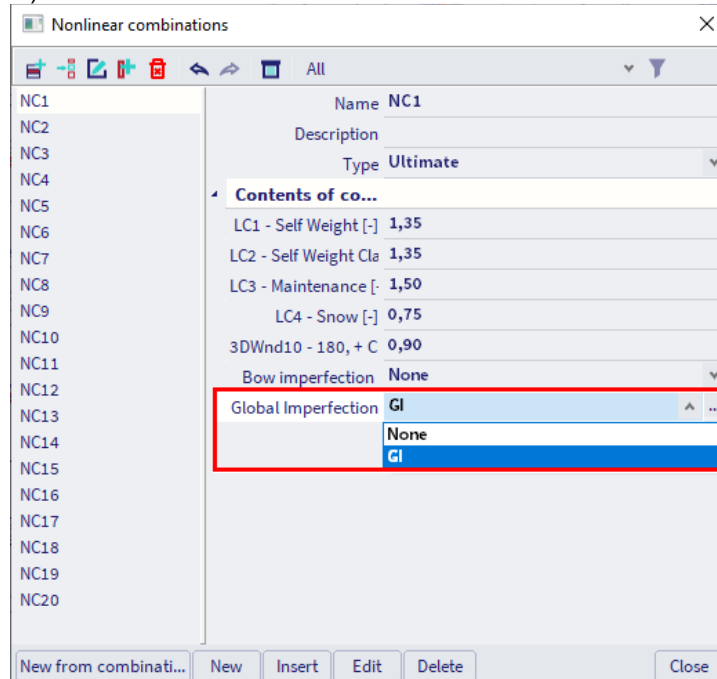 Nonlinear combinations
All
NC1
NC2
NC3
NC4
NC5
NC6
NC7
NC8
NC9
NC10
NC11
NC12
NC13
NC14
NC15
NC16
NC17
NC18
NC19
NC20
Name NC1
Description
Type Ultimate
Contents of co...
LC1 - Self Weight [-] 1,35
LC2 - Self Weight Cla 1,35
LC3 - Maintenance [- 1,50
LC4 - Snow [-] 0,75
3DWnd10 - 180, + C 0,90
Bow imperfection None
Global Imperfection GI ...
None
GI
New from combinati... New Insert Edit Delete Close